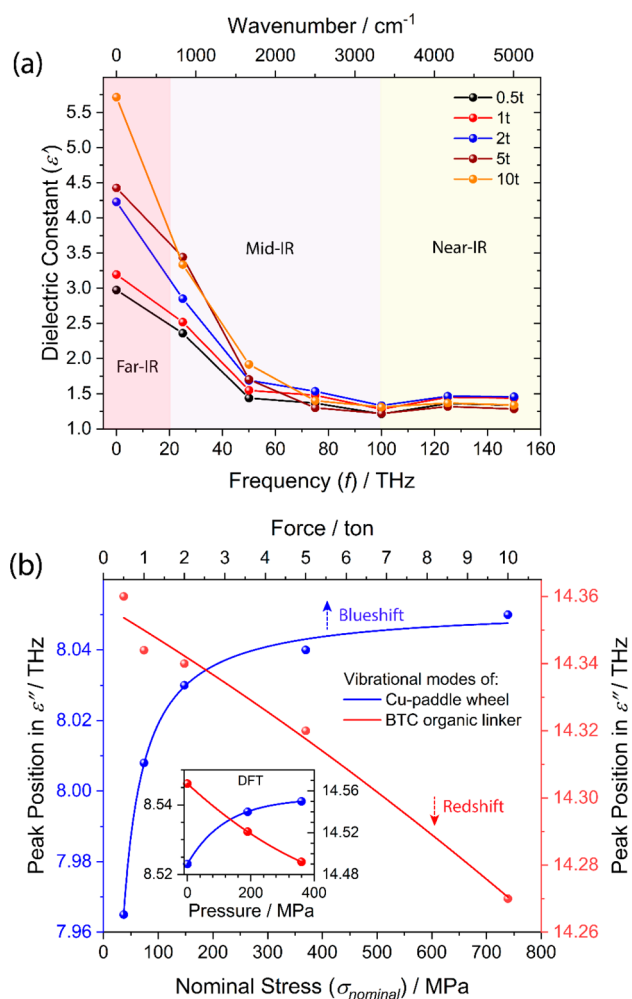 Wavenumber / cm⁻¹
0 1000 2000 3000 4000 5000
(a)
Dielectric Constant (ε′)
5.5
5.0
4.5
4.0
3.5
3.0
2.5
2.0
1.5
1.0
0.5t
1t
2t
5t
10t
Far-IR
Mid-IR
Near-IR
0 20 40 60 80 100 120 140 160
Frequency (f) / THz
Force / ton
0 1 2 3 4 5 6 7 8 9 10
(b)
Peak Position in ε″ / THz
8.04
8.02
8.00
7.98
7.96
Blueshift
Vibrational modes of:
Cu-paddle wheel
BTC organic linker
Redshift
DFT
8.54
8.52
14.56
14.52
14.48
0 200 400
Pressure / MPa
14.36
14.35
14.34
14.33
14.32
14.30
14.28
14.26
Peak Position in ε″ / THz
0 100 200 300 400 500 600 700 800
Nominal Stress (σnominal) / MPa